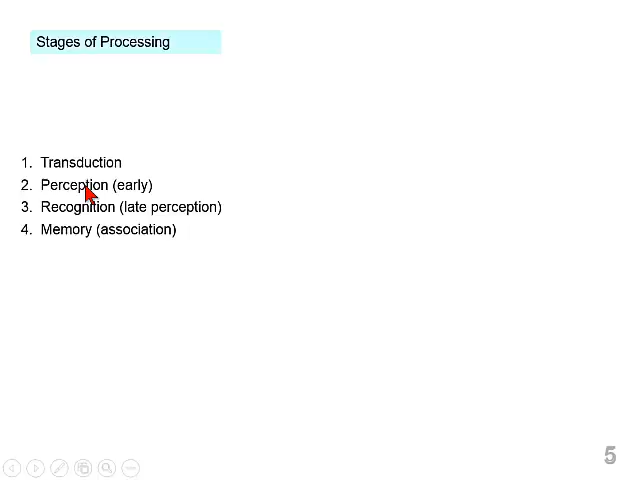 Stages of Processing
1. Transduction
2. Perception (early)
3. Recognition (late perception)
4. Memory (association)
5